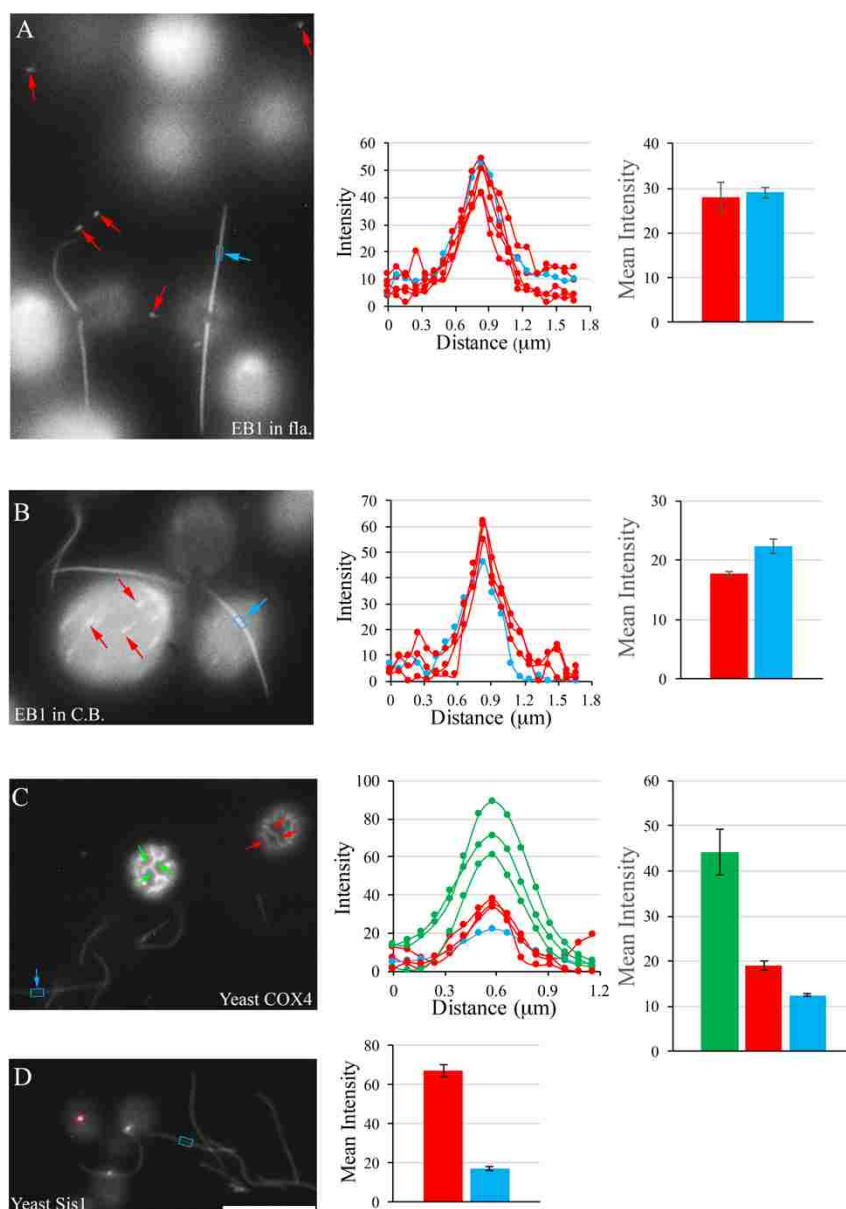 A
EB1 in fla.
Intensity
60
50
40
30
20
10
0
0 0.3 0.6 0.9 1.2 1.5 1.8
Distance (μm)
Mean Intensity
40
30
20
10
0
B
EB1 in C.B.
Intensity
70
60
50
40
30
20
10
0
0 0.3 0.6 0.9 1.2 1.5 1.8
Distance (μm)
Mean Intensity
30
20
10
0
C
Yeast COX4
Intensity
100
80
60
40
20
0
0 0.3 0.6 0.9 1.2
Distance (μm)
Mean Intensity
60
50
40
30
20
10
0
D
Yeast Sis1
Mean Intensity
80
60
40
20
0